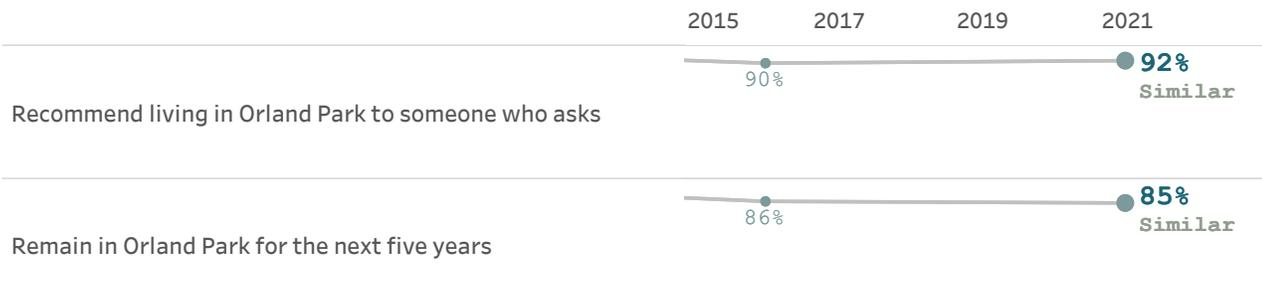 2015 2017 2019 2021
92%
90%
Similar
Recommend living in Orland Park to someone who asks
85%
86%
Similar
Remain in Orland Park for the next five years